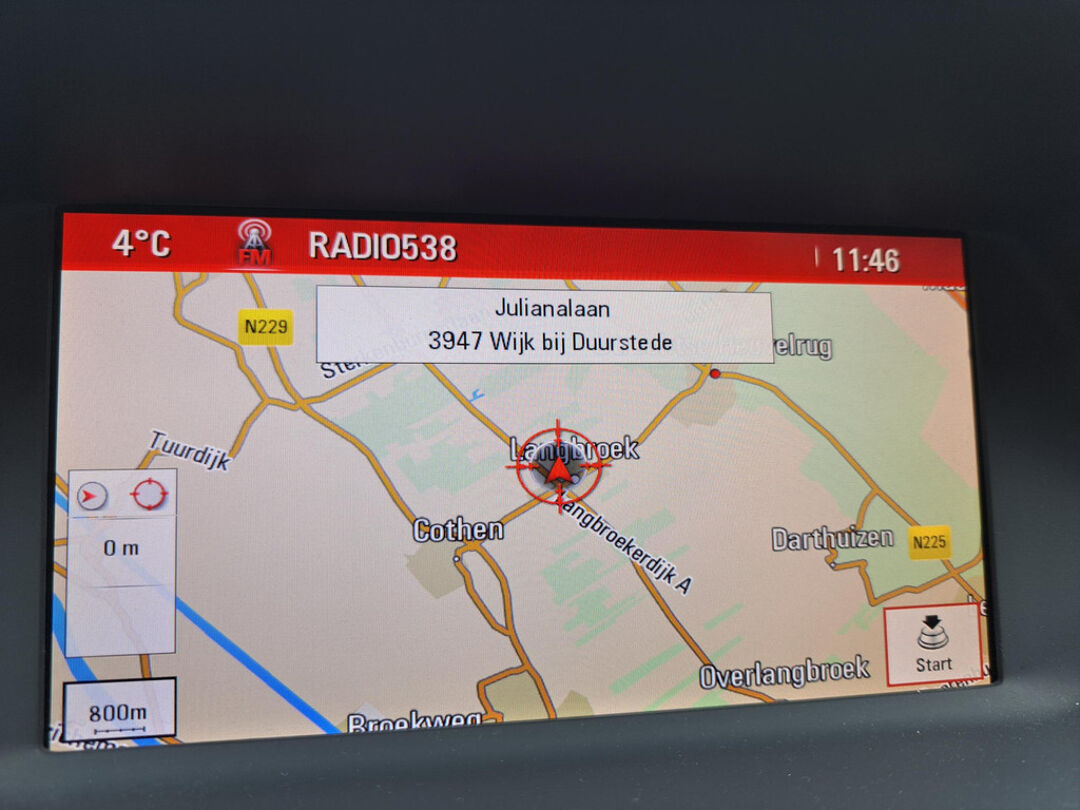 4°C
FM
RADIO538
11:46
Julianalaan
3947 Wijk bij Duurstede
N229
elrug
Tuurdijk
Langbroek
0 m
Cothen
Langbroekerdijk A
Darthuizen
N225
Start
Overlangbroek
800m
Broekweg